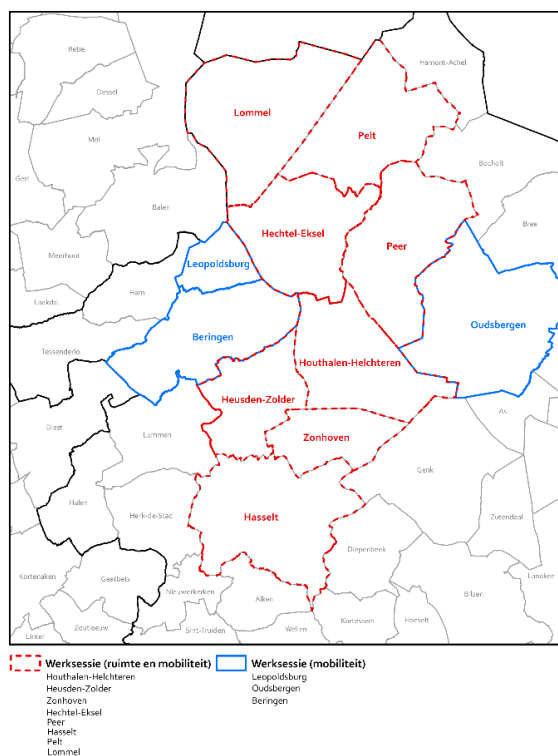 Retie
Hamont-Achel
Dessel
Lommel
Mol
Pelt
Geel
Bocholt
Balen
Bree
Hechtel-Eksel
Peer
Meerhout
Leopoldsburg
Ham
Laakdal
Oudsbergen
Beringen
Tessenderlo
Houthalen-Helchteren
Heusden-Zolder
As
Diest
Lummen
Zonhoven
Genk
Halen
Herk-de-Stad
Hasselt
Zutendaal
Diepenbeek
Kortenaken
Geetbets
Lanaken
Nieuwerkerken
Alken
Bilzen
Zoutleeuw
Kortessem
Hoeselt
Linter
Sint-Truiden
Wellen
Werksessie (ruimte en mobiliteit) Werksessie (mobiliteit)
Houthalen-Helchteren Leopoldsburg
Heusden-Zolder Oudsbergen
Zonhoven Beringen
Hechtel-Eksel
Peer
Hasselt
Pelt
Lommel